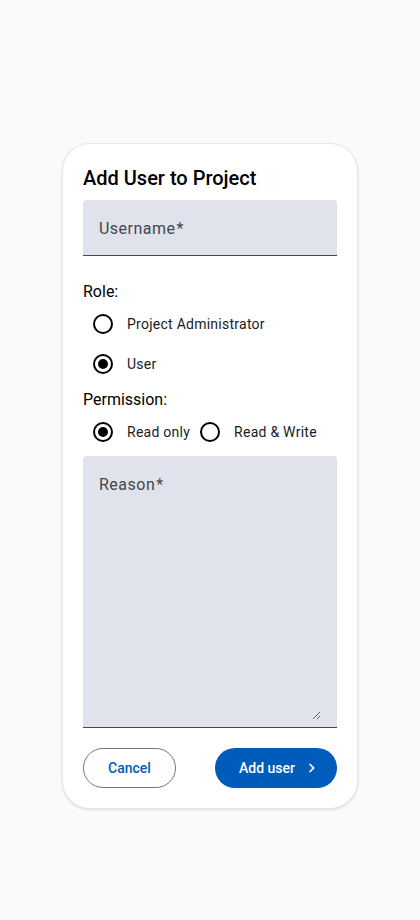 Add User to Project
Username*
Role:
Project Administrator
User
Permission:
Read only Read & Write
Reason*
Cancel Add user